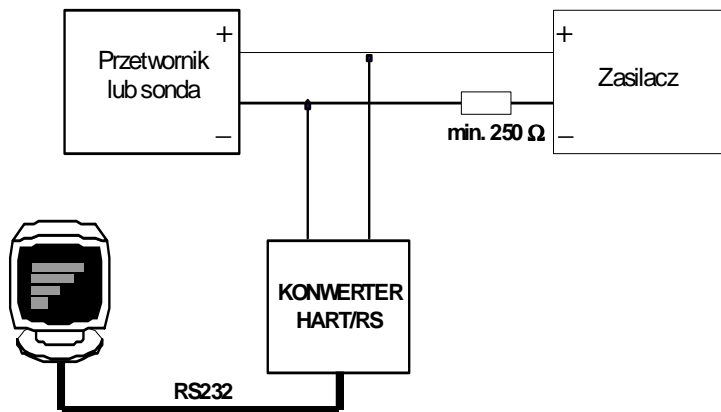 +
Przetwornik
lub sonda
–
+
Zasilacz
–
min. 250 Ω
KONWERTER
HART/RS
RS232